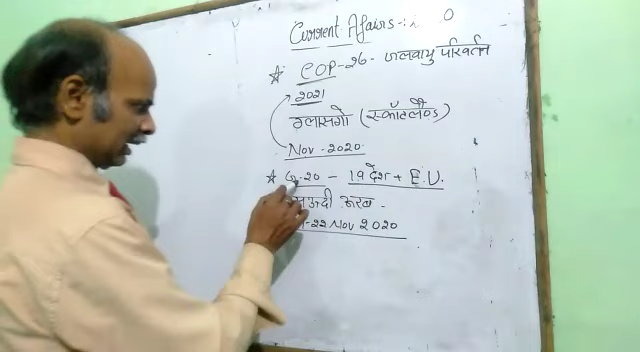 Current Affairs-:
☆ COP-26- जलवायु परिवर्तन
2021
ग्लासगो (स्कॉटलैण्ड)
Nov-2020
☆ G-20 - 19 देश + E.U.
सऊदी अरब -
-22 Nov 2020